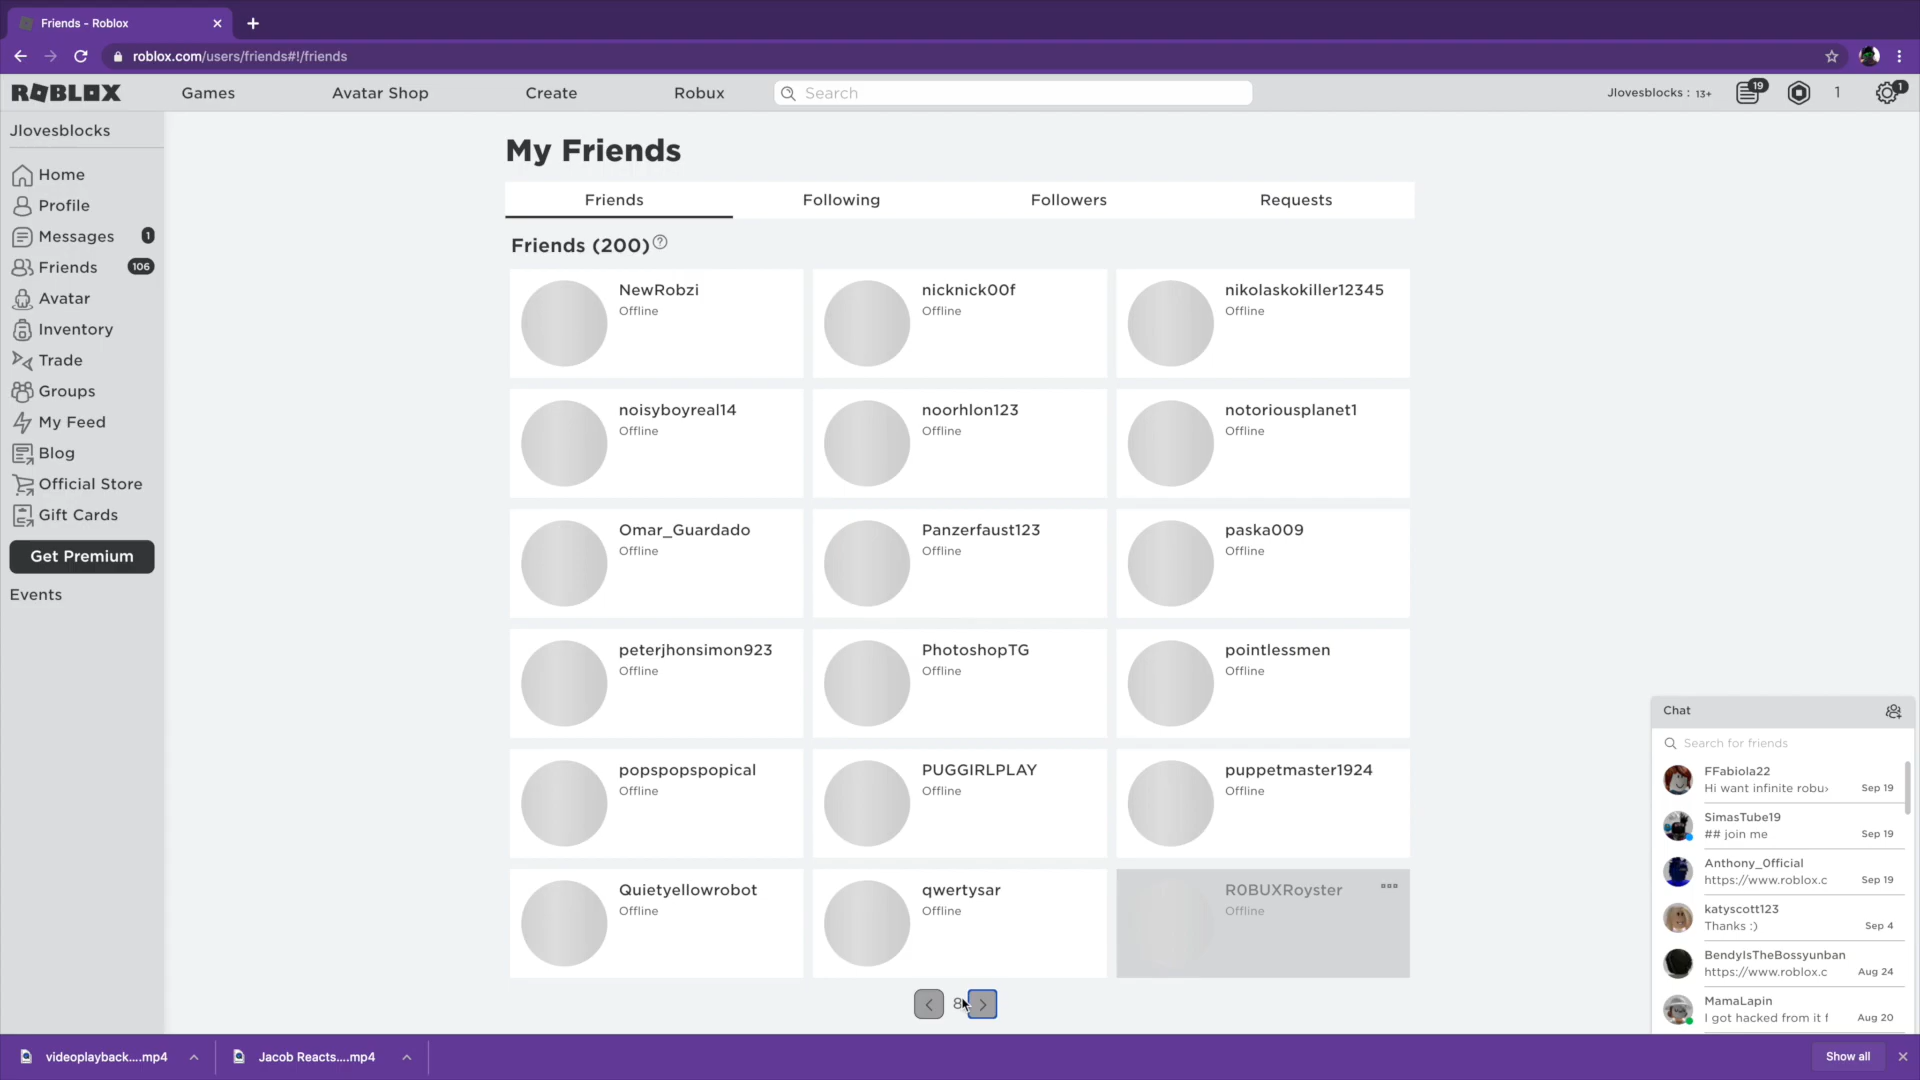 Friends - Roblox
roblox.com/users/friends#!/friends
ROBLOX
Games
Avatar Shop
Create
Robux
Search
Jlovesblocks : 13+
19
1
1
Jlovesblocks
Home
Profile
Messages 1
Friends 106
Avatar
Inventory
Trade
Groups
My Feed
Blog
Official Store
Gift Cards
Get Premium
Events
My Friends
Friends
Following
Followers
Requests
Friends (200)
NewRobzi
Offline
nicknick00f
Offline
nikolaskokiller12345
Offline
noisyboyreal14
Offline
noorhlon123
Offline
notoriousplanet1
Offline
Omar_Guardado
Offline
Panzerfaust123
Offline
paska009
Offline
peterjhonsimon923
Offline
PhotoshopTG
Offline
pointlessmen
Offline
popspopspopical
Offline
PUGGIRLPLAY
Offline
puppetmaster1924
Offline
Quietyellowrobot
Offline
qwertysar
Offline
R0BUXRoyster
Offline
8
Chat
Search for friends
FFabiola22
Hi want infinite robu
Sep 19
SimasTube19
## join me
Sep 19
Anthony_0fficial
https://www.roblox.c
Sep 19
katyscott123
Thanks :)
Sep 4
BendyIsTheBossyunban
https://www.roblox.c
Aug 24
MamaLapin
I got hacked from it f
Aug 20
videoplayback....mp4
Jacob Reacts....mp4
Show all